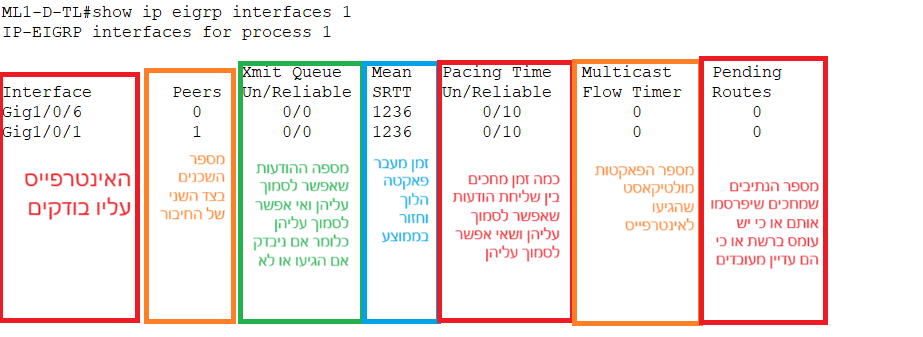 ML1-D-TL#show ip eigrp interfaces 1
IP-EIGRP interfaces for process 1
Xmit Queue Mean Pacing Time Multicast Pending
Interface Peers Un/Reliable SRTT Un/Reliable Flow Timer Routes
Gig1/0/6 0 0/0 1236 0/10 0 0
Gig1/0/1 1 0/0 1236 0/10 0 0
האינטרפייס
עליו בודקים
מספר
השכנים
בצד השני
של החיבור
מספה ההודעות
שאפשר לסמוך
עליהן ואי אפשר
לסמוך עליהן
כלומר אם ניבדק
אם הגיעו או לא
זמן מעבר
פאקטה
הלוך
וחזור
בממוצע
כמה זמן מחכים
בין שליחת הודעות
שאפשר לסמוך
עליהן ושאי אפשר
לסמוך עליהן
מספר הפאקטות
מולטיקאסט
שהגיעו
לאינטרפייס
מספר הנתיבים
שמחכים שיפרסמו
אותם או כי יש
עומס ברשת או כי
הם עדיין מעובדים